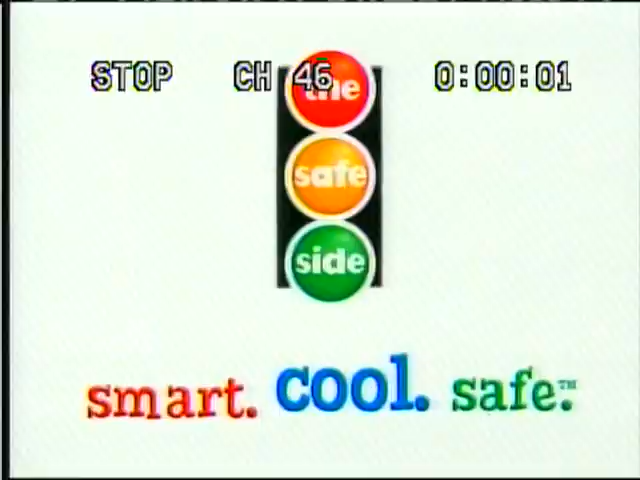 STOP CH 46 0:00:01
the
safe
side
smart. cool. safe.™